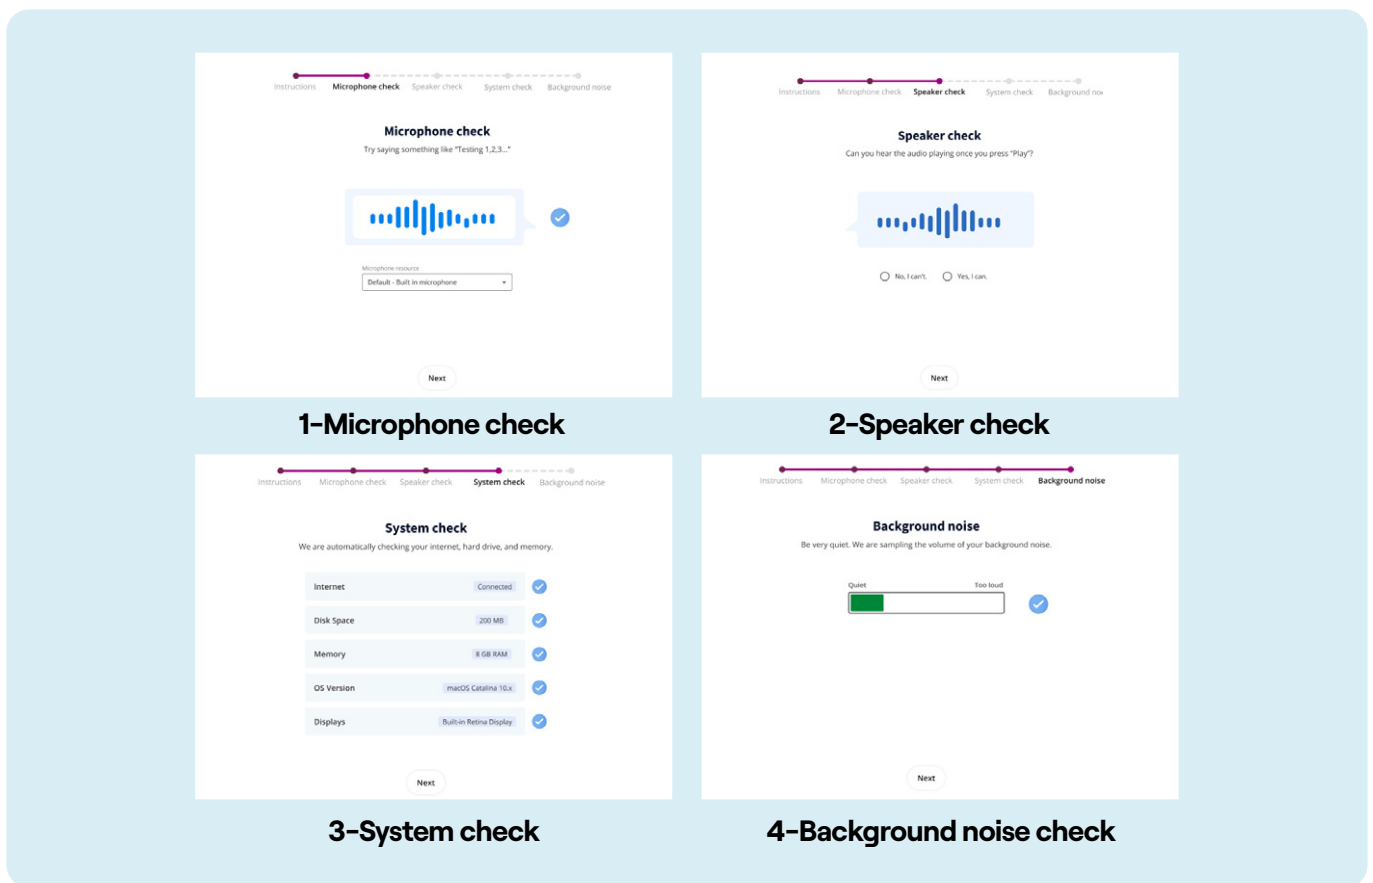 Instructions Microphone check Speaker check System check Background noise
Microphone check
Try saying something like "Testing 1,2,3..."
Microphone resource
Default - Built in microphone
Next
1-Microphone check
Instructions Microphone check Speaker check System check Background noi
Speaker check
Can you hear the audio playing once you press "Play"?
No, I can't. Yes, I can.
Next
2-Speaker check
Instructions Microphone check Speaker check System check Background noise
System check
We are automatically checking your internet, hard drive, and memory.
Internet Connected
Disk Space 200 MB
Memory 8 GB RAM
OS Version macOS Catalina 10.x
Displays Built-in Retina Display
Next
3-System check
Instructions Microphone check Speaker check System check Background noise
Background noise
Be very quiet. We are sampling the volume of your background noise.
Quiet Too loud
Next
4-Background noise check